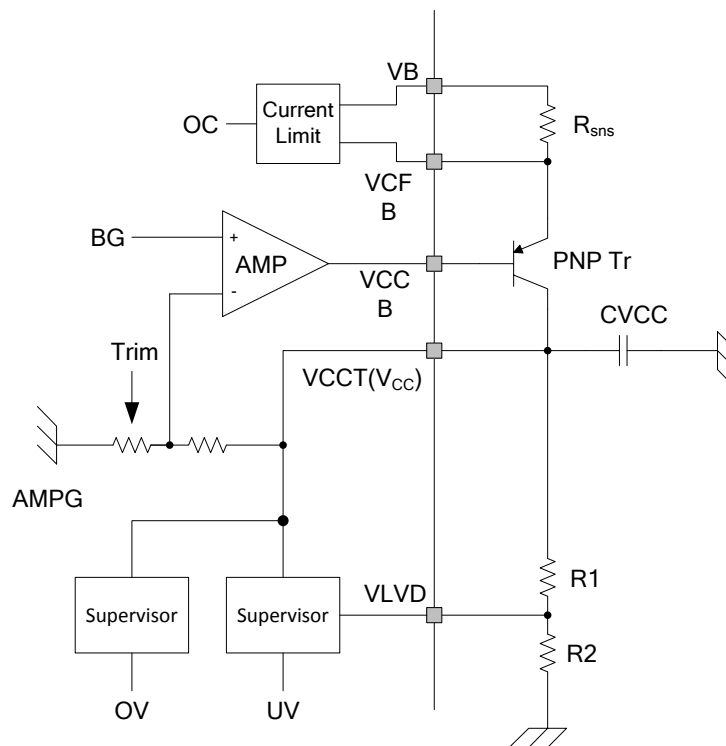 VB
Current
Limit
OC
R_sns
VCF
B
BG
+
AMP
-
PNP Tr
VCC
B
CVCC
Trim
VCCT(V_CC)
AMPG
R1
Supervisor
Supervisor
VLVD
R2
OV
UV